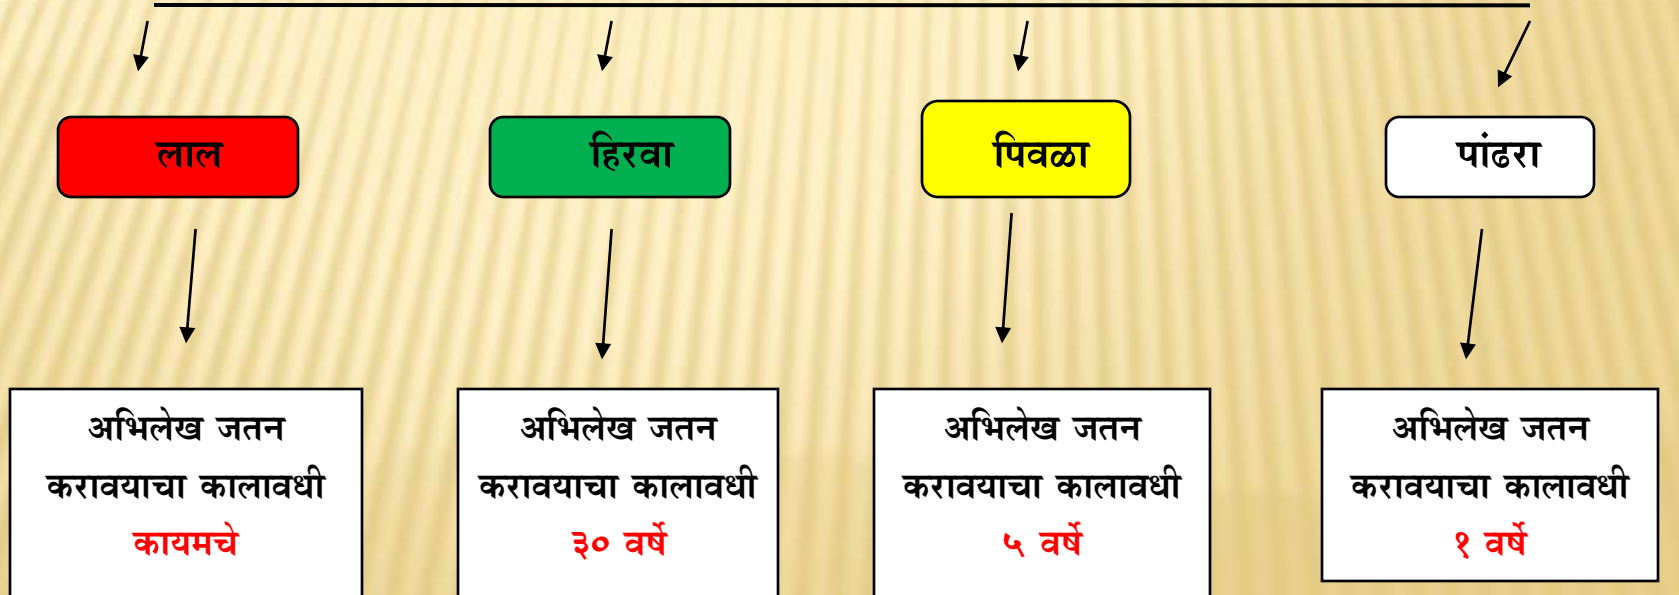 लाल
हिरवा
पिवळा
पांढरा
अभिलेख जतन
करावयाचा कालावधी
कायमचे
अभिलेख जतन
करावयाचा कालावधी
३० वर्षे
अभिलेख जतन
करावयाचा कालावधी
५ वर्षे
अभिलेख जतन
करावयाचा कालावधी
१ वर्षे